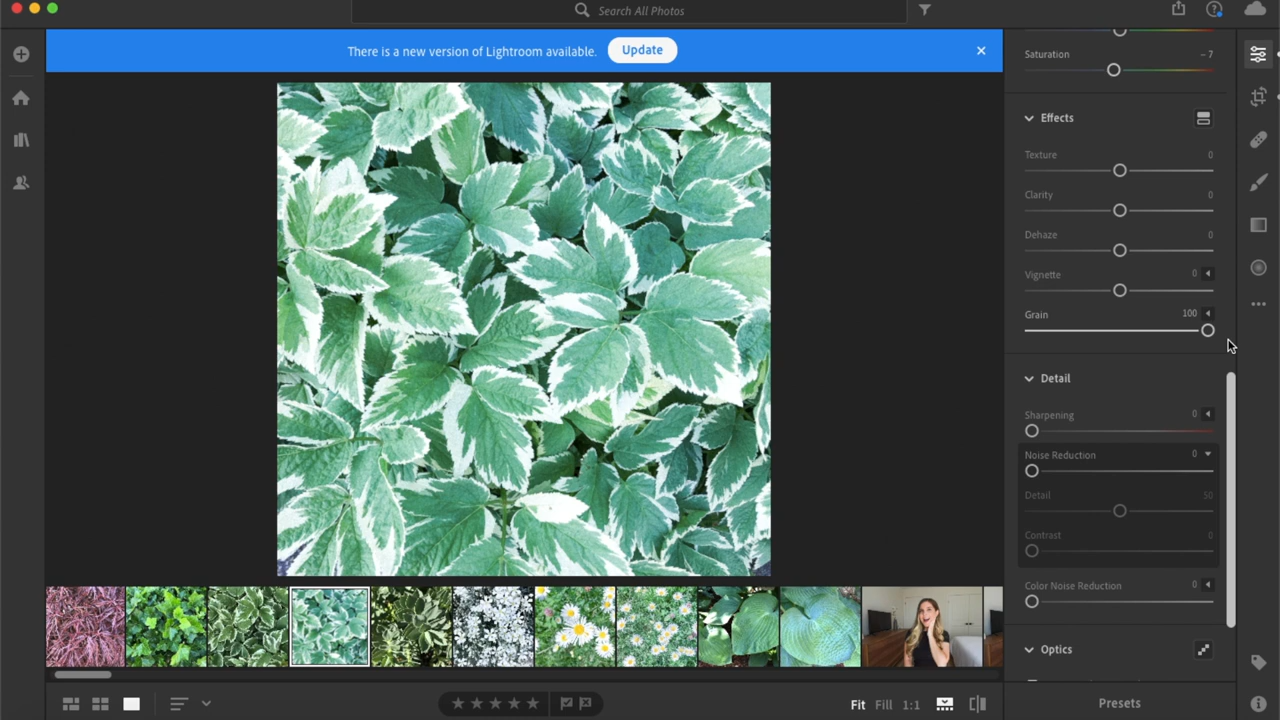 Search All Photos
There is a new version of Lightroom available. Update
Saturation - 7
Effects
Texture 0
Clarity 0
Dehaze 0
Vignette 0
Grain 100
Detail
Sharpening 0
Noise Reduction 0
Detail 50
Contrast 0
Color Noise Reduction 0
Optics
Fit Fill 1:1
Presets